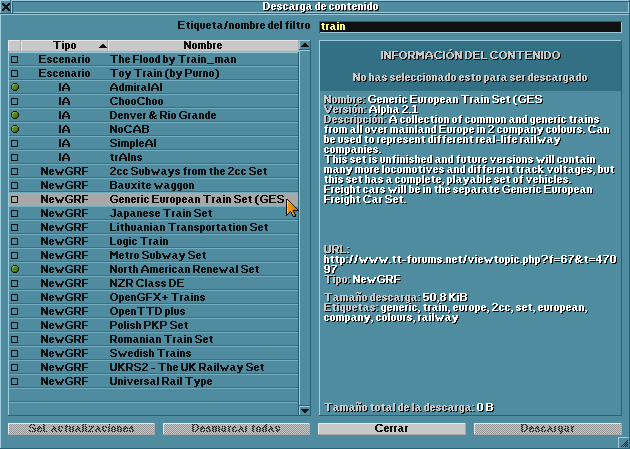 Descarga de contenido
Etiqueta/nombre del filtro
train
Tipo Nombre
Escenario The Flood by Train_man
Escenario Toy Train (by Purno)
IA AdmiralAI
IA ChooChoo
IA Denver & Rio Grande
IA NoCAB
IA SimpleAI
IA trAIns
NewGRF 2cc Subways from the 2cc Set
NewGRF Bauxite waggon
NewGRF Generic European Train Set (GES
NewGRF Japanese Train Set
NewGRF Lithuanian Transportation Set
NewGRF Logic Train
NewGRF Metro Subway Set
NewGRF North American Renewal Set
NewGRF NZR Class DE
NewGRF OpenGFX+ Trains
NewGRF OpenTTD plus
NewGRF Polish PKP Set
NewGRF Romanian Train Set
NewGRF Swedish Trains
NewGRF UKRS2 - The UK Railway Set
NewGRF Universal Rail Type
INFORMACIÓN DEL CONTENIDO
No has seleccionado esto para ser descargado
Nombre: Generic European Train Set (GES
Versión: Alpha 2.1
Descripción: A collection of common and generic trains
from all over mainland Europe in 2 company colours. Can
be used to represent different real-life railway
companies.
This set is unfinished and future versions will contain
many more locomotives and different track voltages, but
this set has a complete, playable set of vehicles.
Freight cars will be in the separate Generic European
Freight Car Set.
URL:
http://www.tt-forums.net/viewtopic.php?f=67&t=470
97
Tipo: NewGRF
Tamaño descarga: 50,8 KiB
Etiquetas: generic, train, europe, 2cc, set, european,
company, colours, railway
Tamaño total de la descarga: 0 B
Sel. actualizaciones
Desmarcar todas
Cerrar
Descargar